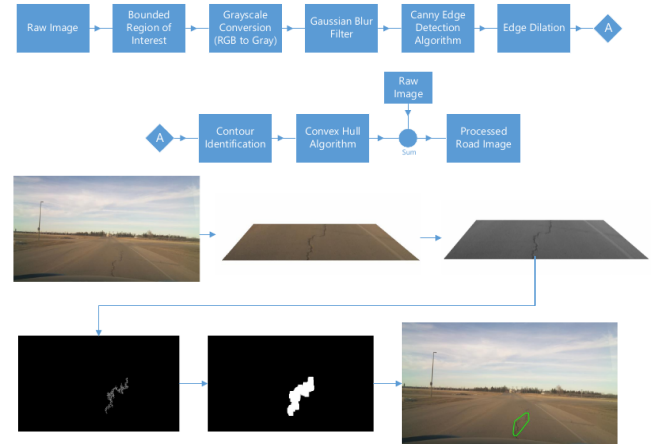 Raw Image
Bounded
Region of
Interest
Grayscale
Conversion
(RGB to Gray)
Gaussian Blur
Filter
Canny Edge
Detection
Algorithm
Edge Dilation
A
Raw
Image
A
Contour
Identification
Convex Hull
Algorithm
Sum
Processed
Road Image